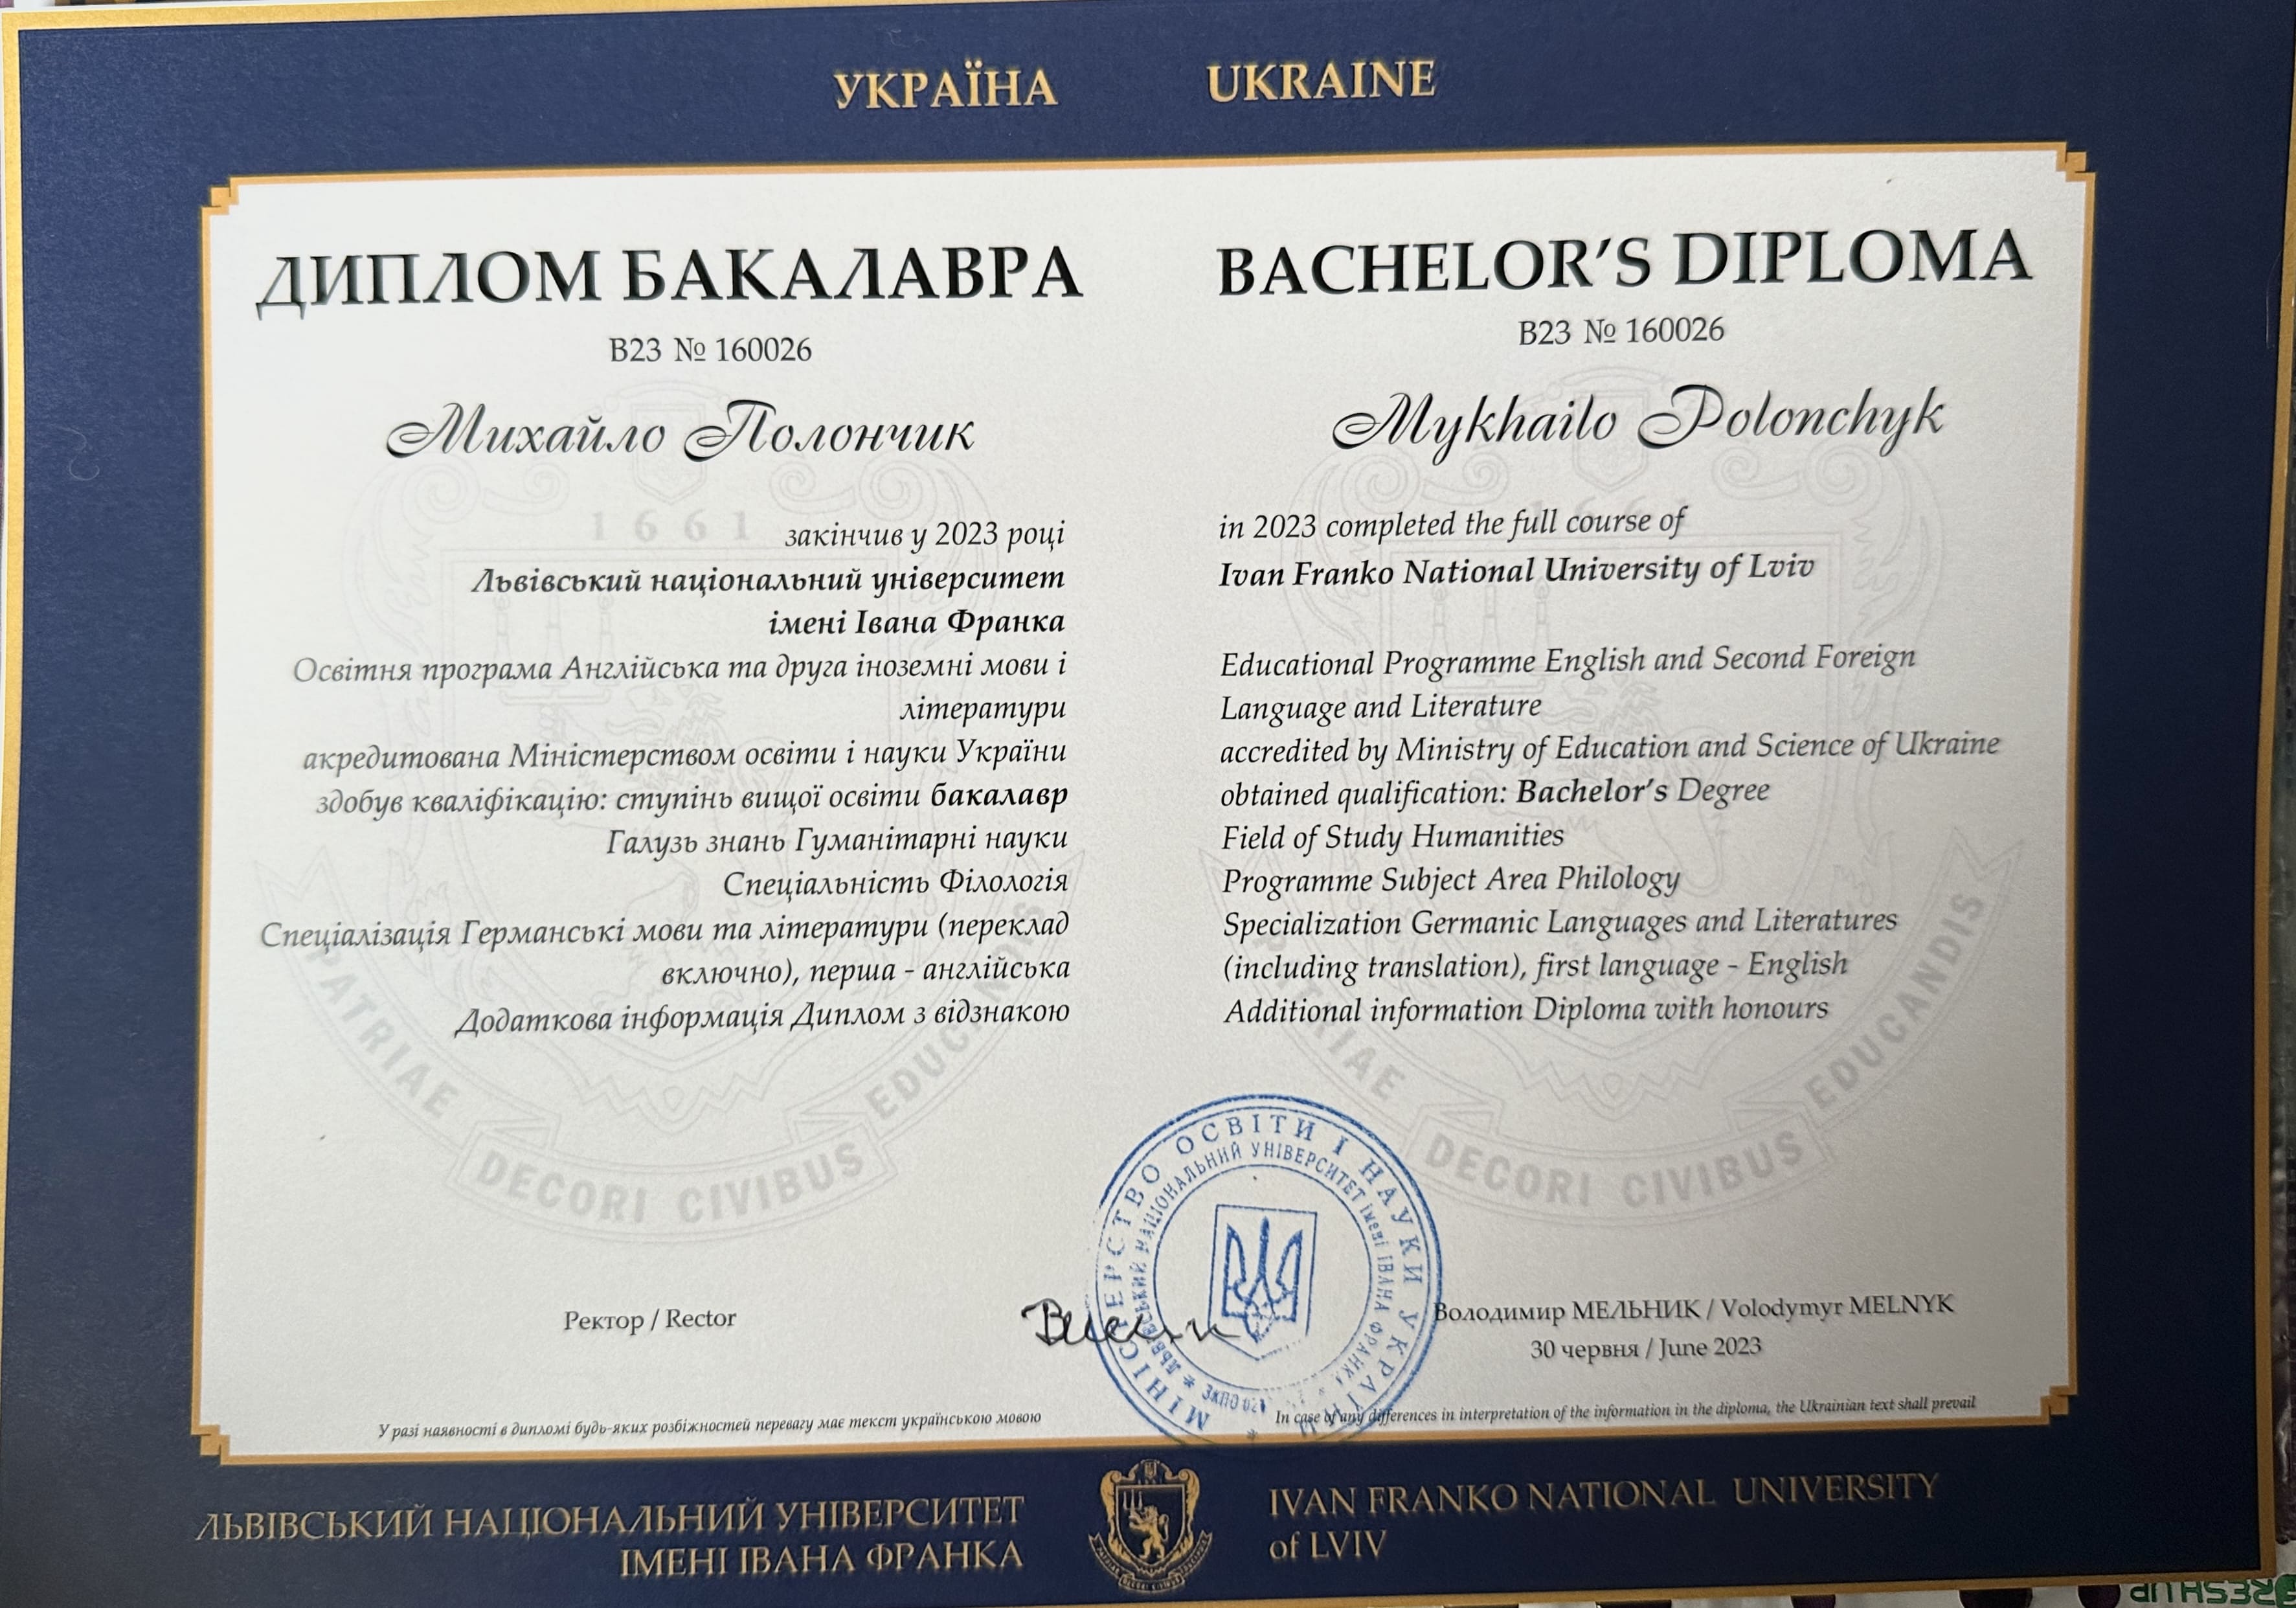 УКРАЇНА
UKRAINE
ДИПЛОМ БАКАЛАВРА
B23 № 160026
Михайло Полончик
1661
закінчив у 2023 році
Львівський національний університет
імені Івана Франка
Освітня програма Англійська та друга іноземні мови і
літератури
акредитована Міністерством освіти і науки України
здобув кваліфікацію: ступінь вищої освіти бакалавр
Галузь знань Гуманітарні науки
Спеціальність Філологія
Спеціалізація Германські мови та літератури (переклад
включно), перша - англійська
Додаткова інформація Диплом з відзнакою
PATRIAE DECORI CIVIBUS EDUCANDIS
BACHELOR’S DIPLOMA
B23 № 160026
Mykhailo Polonchyk
in 2023 completed the full course of
Ivan Franko National University of Lviv
Educational Programme English and Second Foreign
Language and Literature
accredited by Ministry of Education and Science of Ukraine
obtained qualification: Bachelor’s Degree
Field of Study Humanities
Programme Subject Area Philology
Specialization Germanic Languages and Literatures
(including translation), first language - English
Additional information Diploma with honours
PATRIAE DECORI CIVIBUS EDUCANDIS
МІНІСТЕРСТВО ОСВІТИ І НАУКИ УКРАЇНИ
ЛЬВІВСЬКИЙ НАЦІОНАЛЬНИЙ УНІВЕРСИТЕТ імені ІВАНА ФРАНКА
Ректор / Rector
Володимир МЕЛЬНИК / Volodymyr MELNYK
30 червня / June 2023
У разі наявності в дипломі будь-яких розбіжностей перевагу має текст українською мовою
In case of any differences in interpretation of the information in the diploma, the Ukrainian text shall prevail
ЛЬВІВСЬКИЙ НАЦІОНАЛЬНИЙ УНІВЕРСИТЕТ
ІМЕНІ ІВАНА ФРАНКА
IVAN FRANKO NATIONAL UNIVERSITY
of LVIV